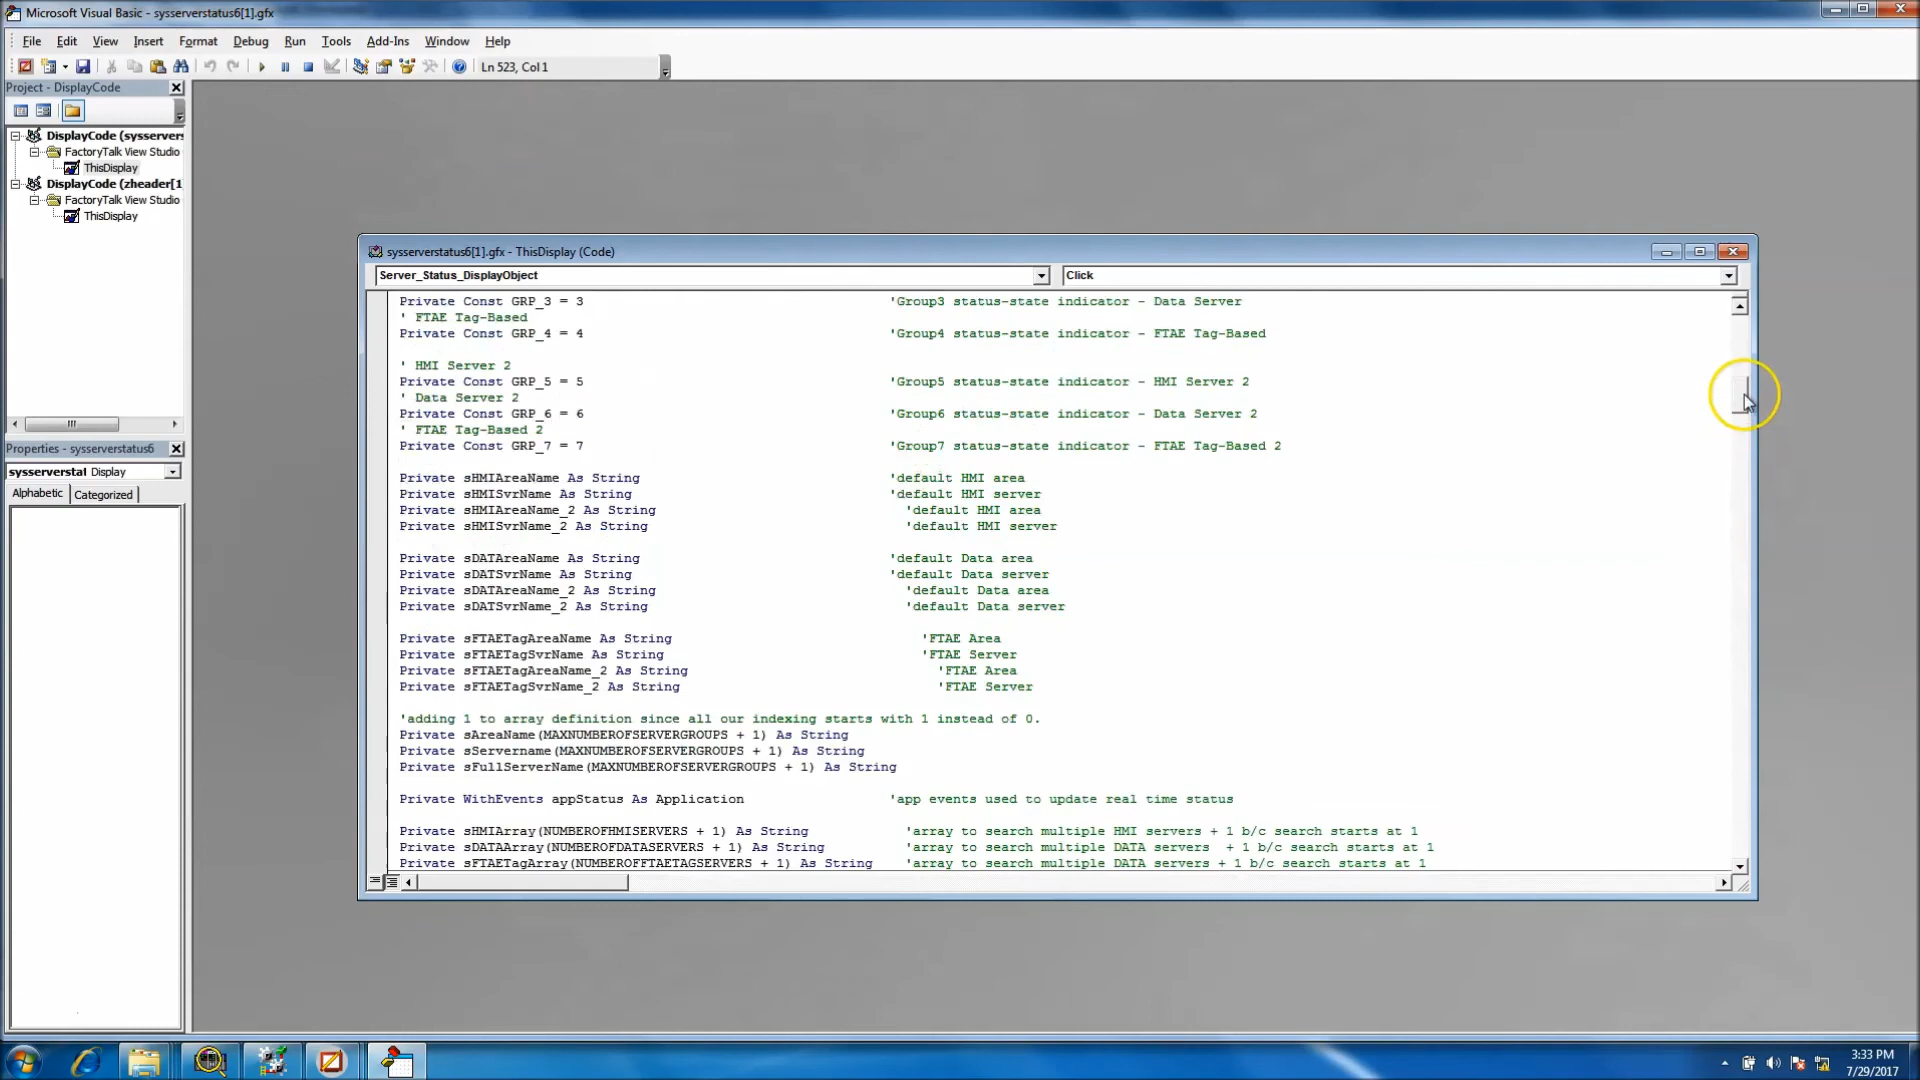 Microsoft Visual Basic - sysserverstatus6[1].gfx
File Edit View Insert Format Debug Run Tools Add-Ins Window Help
Ln 523, Col 1
Project - DisplayCode
DisplayCode (sysservers
FactoryTalk View Studio
ThisDisplay
DisplayCode (zheader[1
FactoryTalk View Studio
ThisDisplay
Properties - sysserverstatus6
sysserverstal Display
Alphabetic Categorized
sysserverstatus6[1].gfx - ThisDisplay (Code)
Server_Status_DisplayObject Click
Private Const GRP_3 = 3 'Group3 status-state indicator - Data Server
' FTAE Tag-Based
Private Const GRP_4 = 4 'Group4 status-state indicator - FTAE Tag-Based
' HMI Server 2
Private Const GRP_5 = 5 'Group5 status-state indicator - HMI Server 2
' Data Server 2
Private Const GRP_6 = 6 'Group6 status-state indicator - Data Server 2
' FTAE Tag-Based 2
Private Const GRP_7 = 7 'Group7 status-state indicator - FTAE Tag-Based 2
Private sHMIAreaName As String 'default HMI area
Private sHMISvrName As String 'default HMI server
Private sHMIAreaName_2 As String 'default HMI area
Private sHMISvrName_2 As String 'default HMI server
Private sDATAreaName As String 'default Data area
Private sDATSvrName As String 'default Data server
Private sDATAreaName_2 As String 'default Data area
Private sDATSvrName_2 As String 'default Data server
Private sFTAETagAreaName As String 'FTAE Area
Private sFTAETagSvrName As String 'FTAE Server
Private sFTAETagAreaName_2 As String 'FTAE Area
Private sFTAETagSvrName_2 As String 'FTAE Server
'adding 1 to array definition since all our indexing starts with 1 instead of 0.
Private sAreaName(MAXNUMBEROFSERVERGROUPS + 1) As String
Private sServername(MAXNUMBEROFSERVERGROUPS + 1) As String
Private sFullServerName(MAXNUMBEROFSERVERGROUPS + 1) As String
Private WithEvents appStatus As Application 'app events used to update real time status
Private sHMIArray(NUMBEROFHMISERVERS + 1) As String 'array to search multiple HMI servers + 1 b/c search starts at 1
Private sDATAArray(NUMBEROFDATASERVERS + 1) As String 'array to search multiple DATA servers  + 1 b/c search starts at 1
Private sFTAETagArray(NUMBEROFFTAETAGSERVERS + 1) As String 'array to search multiple DATA servers + 1 b/c search starts at 1
3:33 PM
7/29/2017